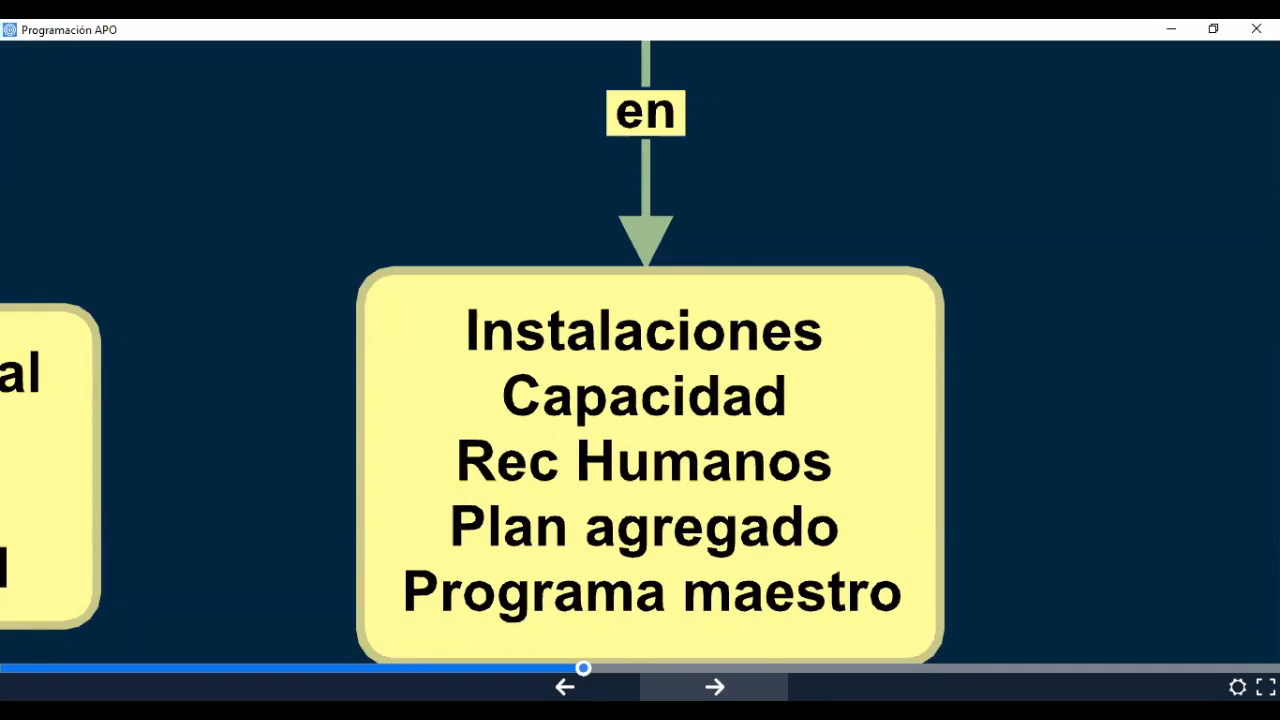 Programación APO
en
al
Instalaciones
Capacidad
Rec Humanos
Plan agregado
Programa maestro